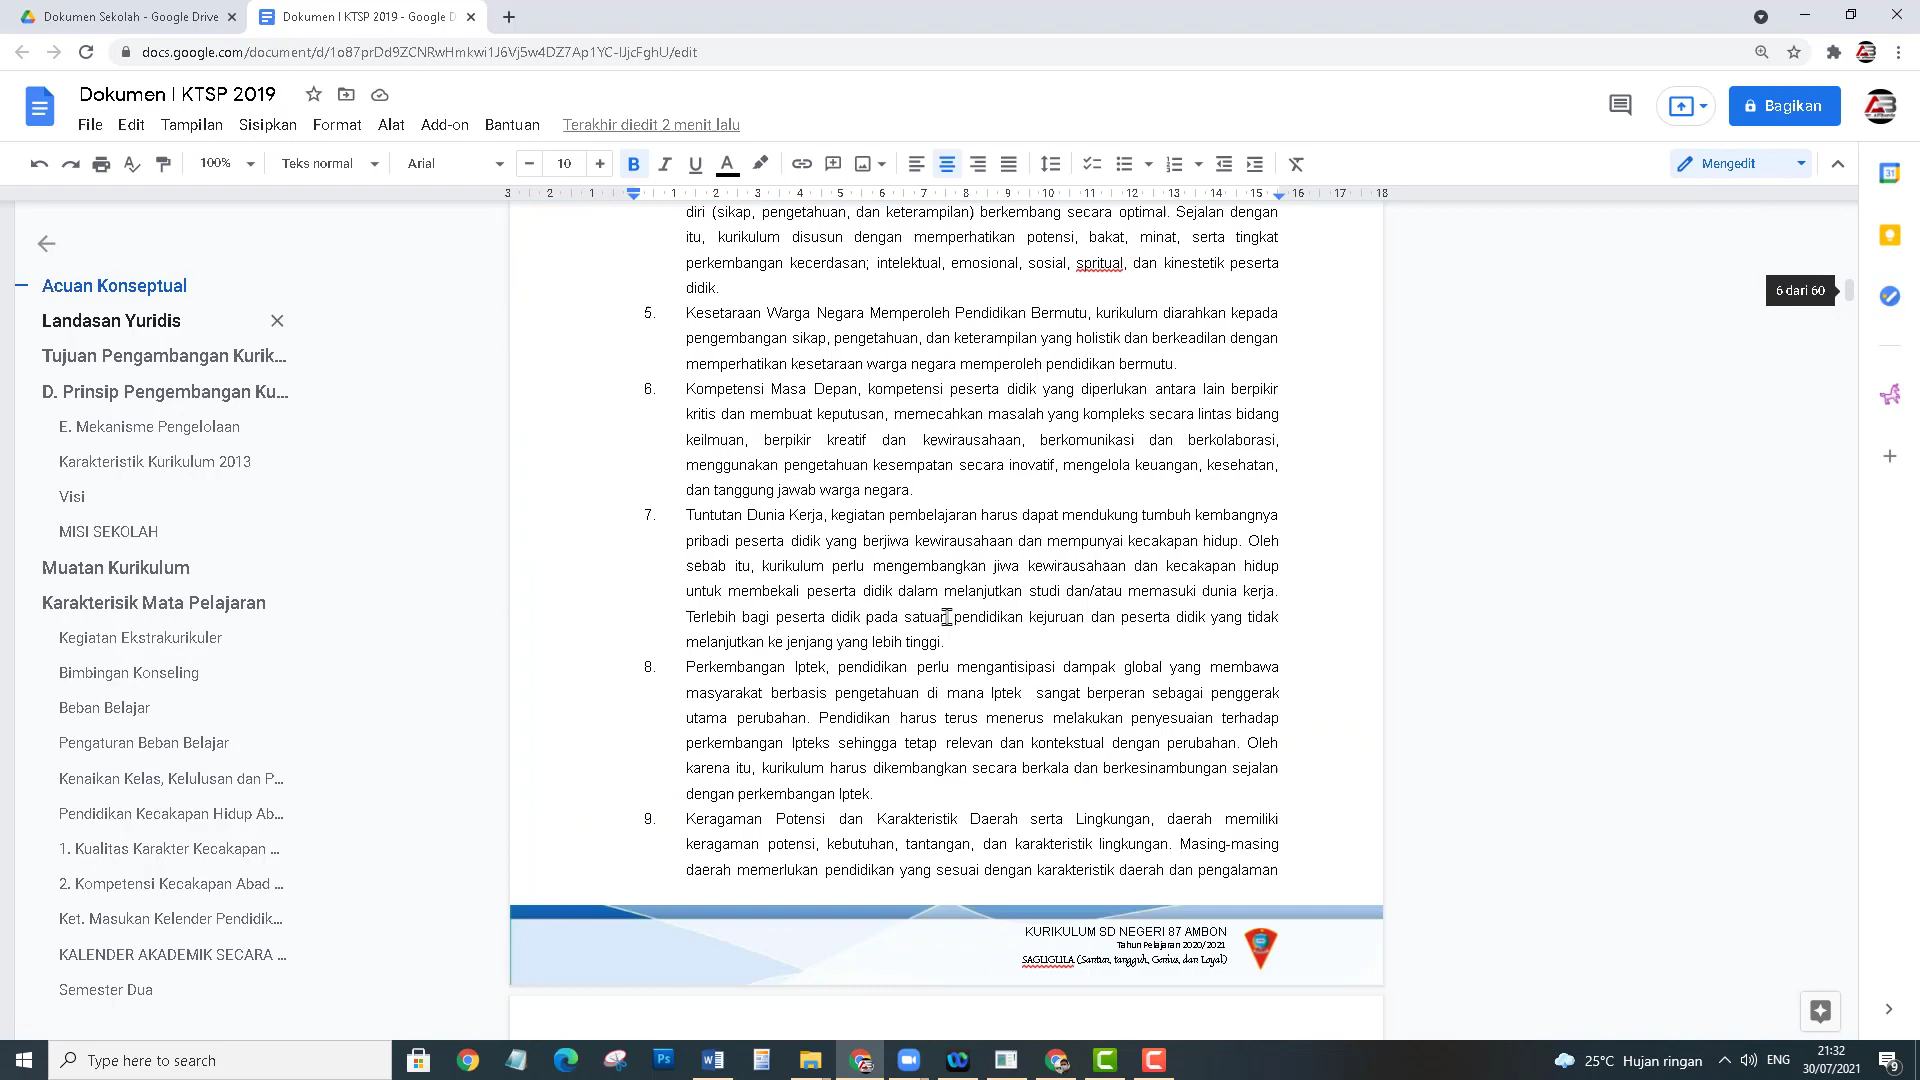 Dokumen Sekolah - Google Drive
Dokumen I KTSP 2019 - Google D
docs.google.com/document/d/1o87prDd9ZCNRwHmkwi1J6Vj5w4DZ7Ap1YC-IJjcFghU/edit
Dokumen I KTSP 2019
File Edit Tampilan Sisipkan Format Alat Add-on Bantuan Terakhir diedit 2 menit lalu
Bagikan
100% Teks normal Arial 10 B I U A Mengedit
3 2 1 1 2 3 4 5 6 7 8 9 10 11 12 13 14 15 16 17 18
Acuan Konseptual
Landasan Yuridis
Tujuan Pengambangan Kurik...
D. Prinsip Pengembangan Ku...
E. Mekanisme Pengelolaan
Karakteristik Kurikulum 2013
Visi
MISI SEKOLAH
Muatan Kurikulum
Karakterisik Mata Pelajaran
Kegiatan Ekstrakurikuler
Bimbingan Konseling
Beban Belajar
Pengaturan Beban Belajar
Kenaikan Kelas, Kelulusan dan P...
Pendidikan Kecakapan Hidup Ab...
1. Kualitas Karakter Kecakapan ...
2. Kompetensi Kecakapan Abad ...
Ket. Masukan Kelender Pendidik...
KALENDER AKADEMIK SECARA ...
Semester Dua
diri (sikap, pengetahuan, dan keterampilan) berkembang secara optimal. Sejalan dengan
itu, kurikulum disusun dengan memperhatikan potensi, bakat, minat, serta tingkat
perkembangan kecerdasan; intelektual, emosional, sosial, spritual, dan kinestetik peserta
didik.
5. Kesetaraan Warga Negara Memperoleh Pendidikan Bermutu, kurikulum diarahkan kepada
pengembangan sikap, pengetahuan, dan keterampilan yang holistik dan berkeadilan dengan
memperhatikan kesetaraan warga negara memperoleh pendidikan bermutu.
6. Kompetensi Masa Depan, kompetensi peserta didik yang diperlukan antara lain berpikir
kritis dan membuat keputusan, memecahkan masalah yang kompleks secara lintas bidang
keilmuan, berpikir kreatif dan kewirausahaan, berkomunikasi dan berkolaborasi,
menggunakan pengetahuan kesempatan secara inovatif, mengelola keuangan, kesehatan,
dan tanggung jawab warga negara.
7. Tuntutan Dunia Kerja, kegiatan pembelajaran harus dapat mendukung tumbuh kembangnya
pribadi peserta didik yang berjiwa kewirausahaan dan mempunyai kecakapan hidup. Oleh
sebab itu, kurikulum perlu mengembangkan jiwa kewirausahaan dan kecakapan hidup
untuk membekali peserta didik dalam melanjutkan studi dan/atau memasuki dunia kerja.
Terlebih bagi peserta didik pada satuan pendidikan kejuruan dan peserta didik yang tidak
melanjutkan ke jenjang yang lebih tinggi.
8. Perkembangan Iptek, pendidikan perlu mengantisipasi dampak global yang membawa
masyarakat berbasis pengetahuan di mana Iptek sangat berperan sebagai penggerak
utama perubahan. Pendidikan harus terus menerus melakukan penyesuaian terhadap
perkembangan Ipteks sehingga tetap relevan dan kontekstual dengan perubahan. Oleh
karena itu, kurikulum harus dikembangkan secara berkala dan berkesinambungan sejalan
dengan perkembangan Iptek.
9. Keragaman Potensi dan Karakteristik Daerah serta Lingkungan, daerah memiliki
keragaman potensi, kebutuhan, tantangan, dan karakteristik lingkungan. Masing-masing
daerah memerlukan pendidikan yang sesuai dengan karakteristik daerah dan pengalaman
KURIKULUM SD NEGERI 87 AMBON
Tahun Pelajaran 2020/2021
SAGLIGLILA (Santun, tangguh, Genius, dan Loyal)
6 dari 60
31
Type here to search
Ps
25°C Hujan ringan
ENG
21:32
30/07/2021
9